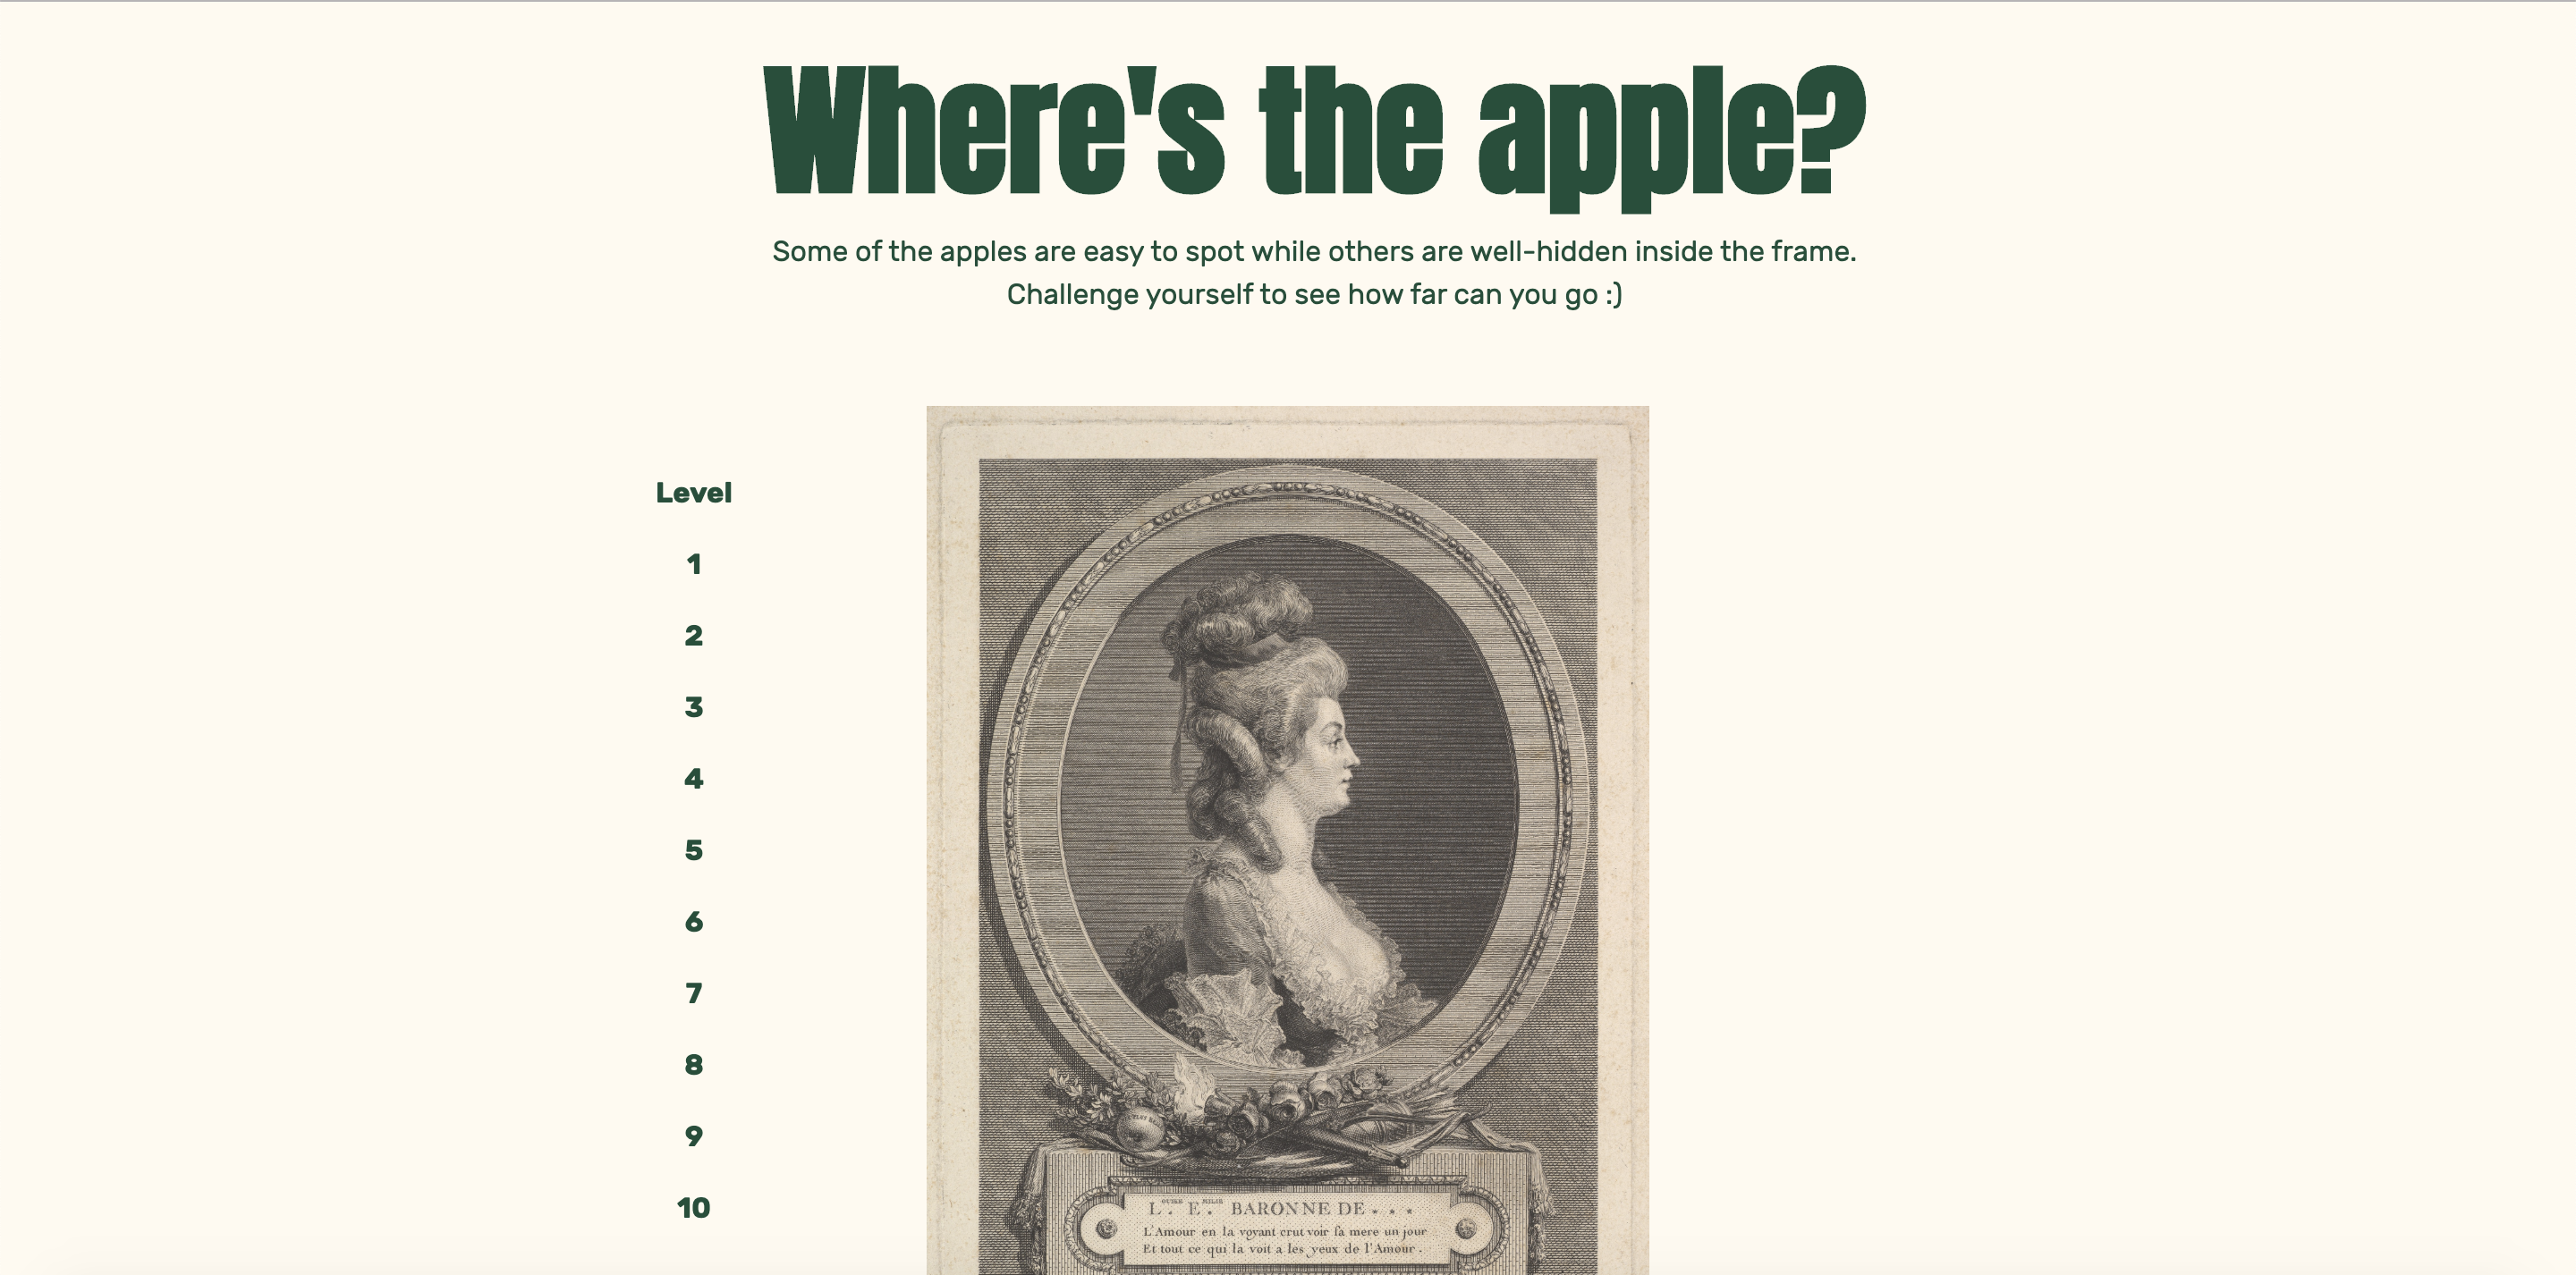 Where's the apple?
Some of the apples are easy to spot while others are well-hidden inside the frame.
Challenge yourself to see how far can you go :)
Level
1
2
3
4
5
6
7
8
9
10
L.OUISE E.MILIE BARONNE DE . . .
L'Amour en la voyant crut voir ſa mere un jour
Et tout ce qui la voit a les yeux de l'Amour.